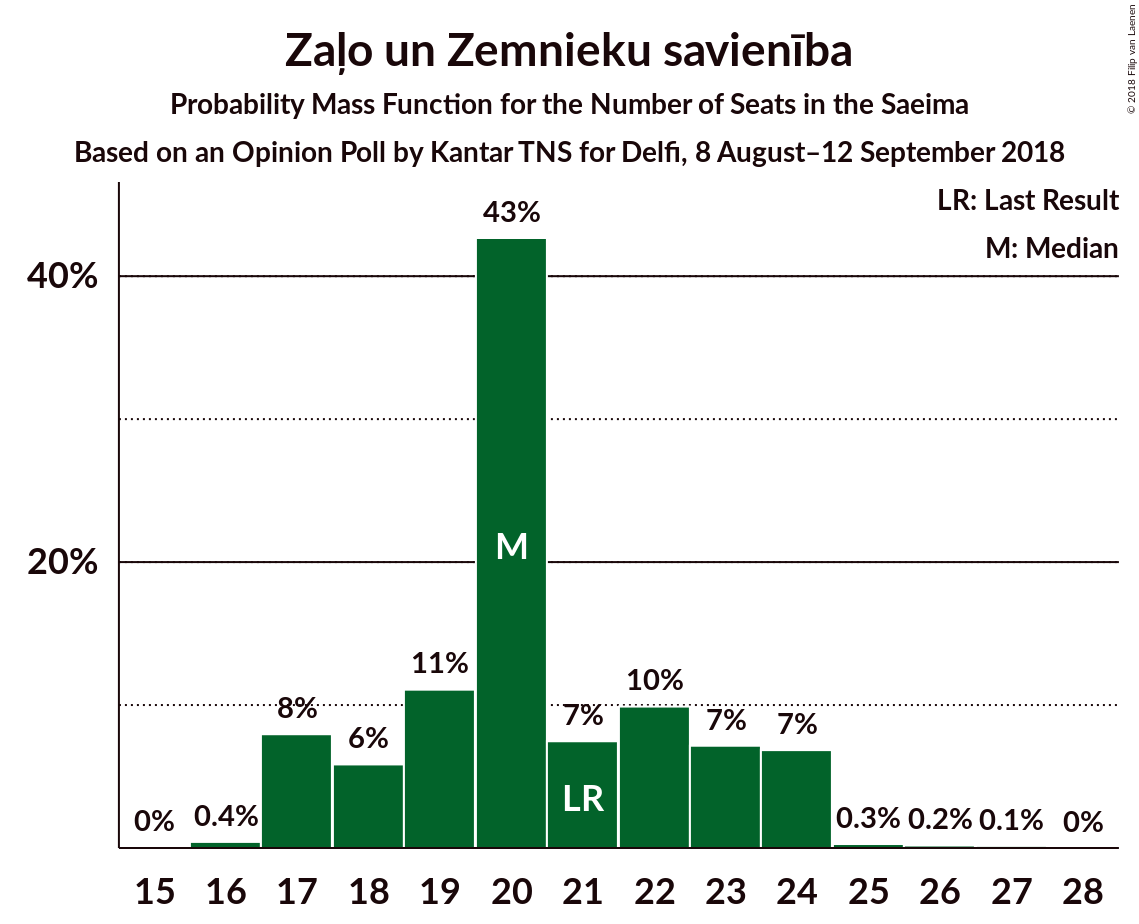 Zaļo un Zemnieku savienība
Probability Mass Function for the Number of Seats in the Saeima
Based on an Opinion Poll by Kantar TNS for Delfi, 8 August–12 September 2018
© 2018 Filip van Laenen
LR: Last Result
M: Median
40%
20%
0% 0.4% 8% 6% 11% 43% 7% 10% 7% 7% 0.3% 0.2% 0.1% 0%
M
LR
15 16 17 18 19 20 21 22 23 24 25 26 27 28